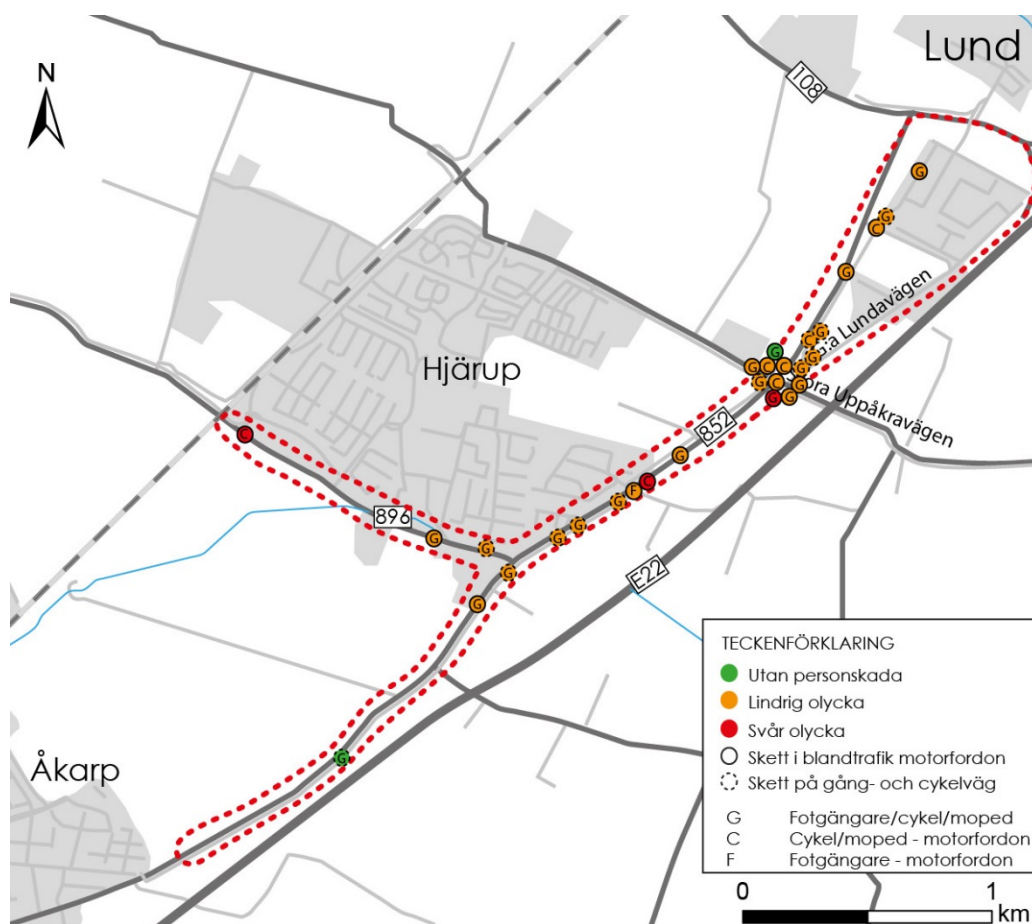 Lund
N
108
G
G
C
G
G:a Lundavägen
C
G
G
G
G
C
C
G
G
C
G
G
G
Stora Uppåkravägen
Hjärup
852
G
C
F
G
G
G
C
896
G
G
G
G
E22
G
Åkarp
TECKENFÖRKLARING
Utan personskada
Lindrig olycka
Svår olycka
Skett i blandtrafik motorfordon
Skett på gång- och cykelväg
G Fotgängare/cykel/moped
C Cykel/moped - motorfordon
F Fotgängare - motorfordon
0 1
km